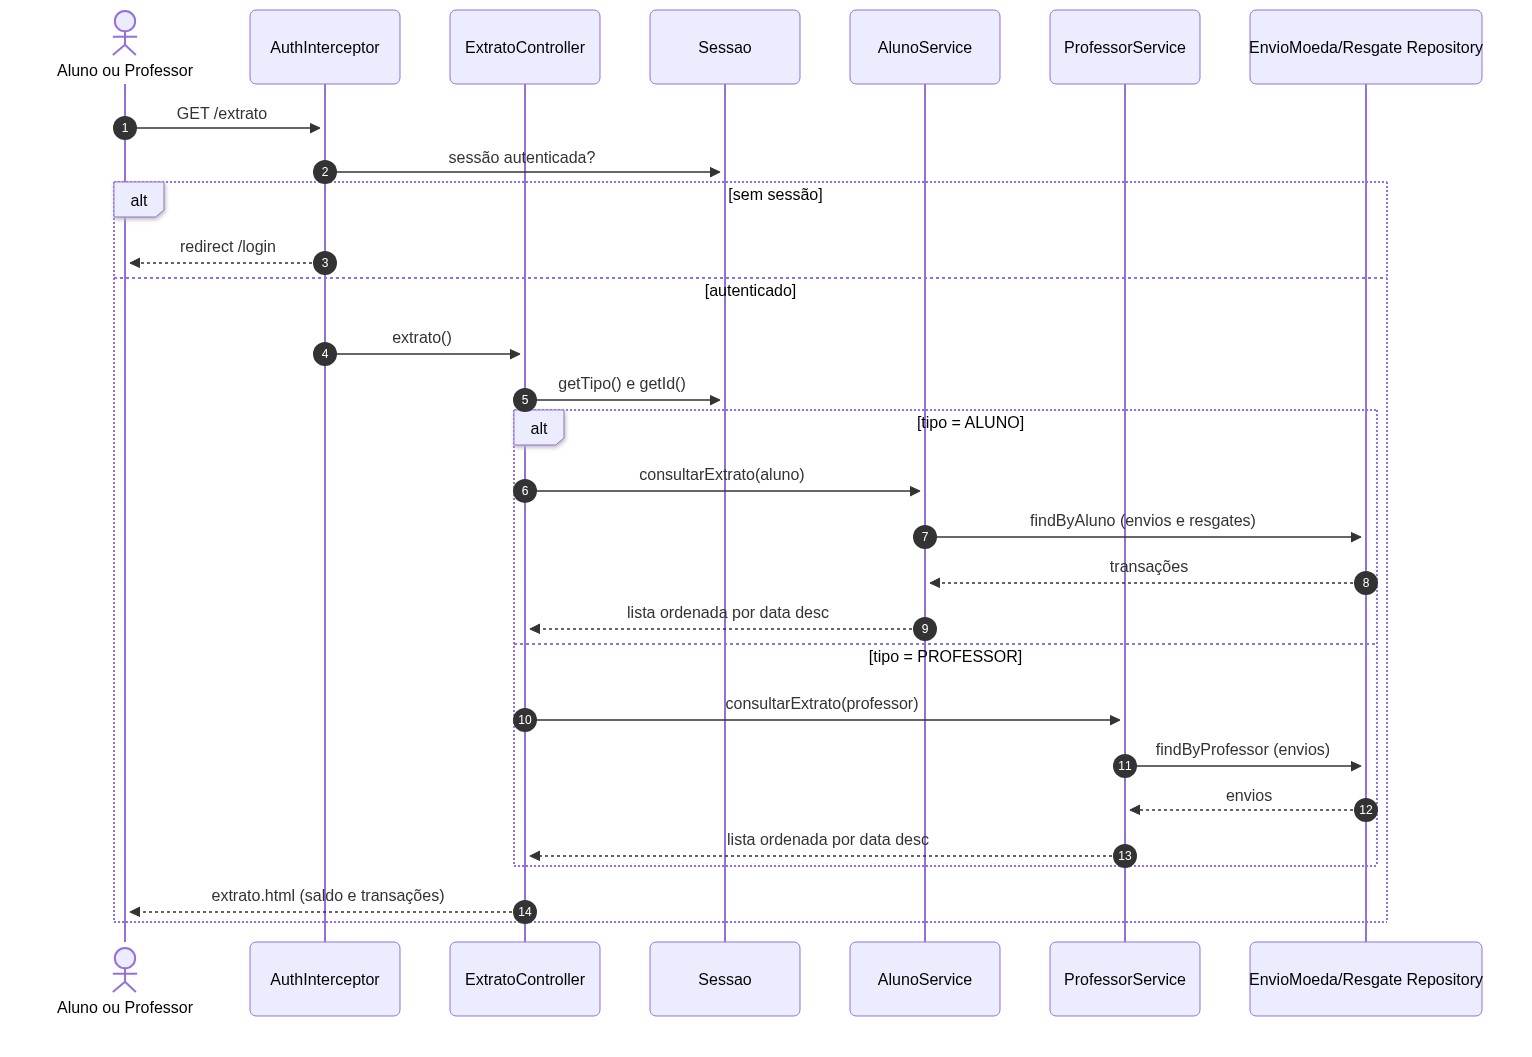 Aluno ou Professor
AuthInterceptor
ExtratoController
Sessao
AlunoService
ProfessorService
EnvioMoeda/Resgate Repository
GET /extrato
1
sessão autenticada?
2
alt
[sem sessão]
redirect /login
3
[autenticado]
extrato()
4
getTipo() e getId()
5
alt
[tipo = ALUNO]
consultarExtrato(aluno)
6
findByAluno (envios e resgates)
7
transações
8
lista ordenada por data desc
9
[tipo = PROFESSOR]
consultarExtrato(professor)
10
findByProfessor (envios)
11
envios
12
lista ordenada por data desc
13
extrato.html (saldo e transações)
14
Aluno ou Professor
AuthInterceptor
ExtratoController
Sessao
AlunoService
ProfessorService
EnvioMoeda/Resgate Repository